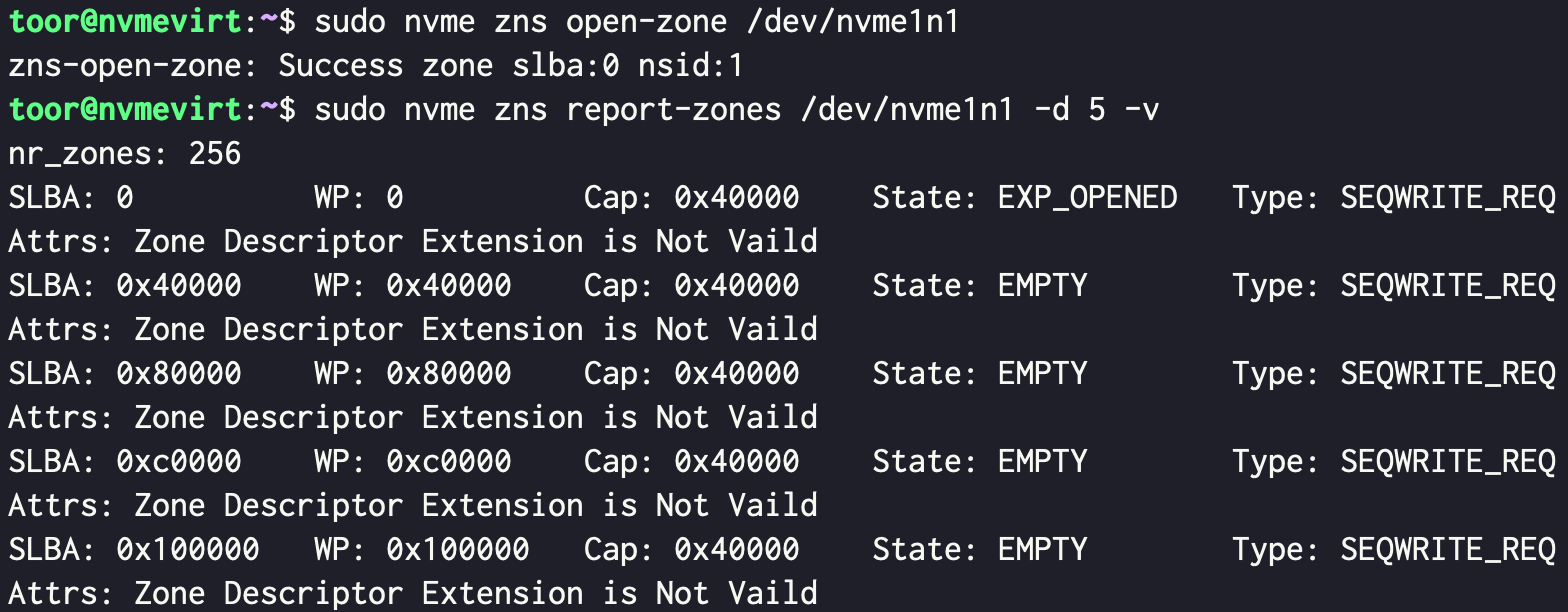 toor@nvmevirt:~$ sudo nvme zns open-zone /dev/nvme1n1
zns-open-zone: Success zone slba:0 nsid:1
toor@nvmevirt:~$ sudo nvme zns report-zones /dev/nvme1n1 -d 5 -v
nr_zones: 256
SLBA: 0          WP: 0          Cap: 0x40000    State: EXP_OPENED   Type: SEQWRITE_REQ
Attrs: Zone Descriptor Extension is Not Vaild
SLBA: 0x40000    WP: 0x40000    Cap: 0x40000    State: EMPTY        Type: SEQWRITE_REQ
Attrs: Zone Descriptor Extension is Not Vaild
SLBA: 0x80000    WP: 0x80000    Cap: 0x40000    State: EMPTY        Type: SEQWRITE_REQ
Attrs: Zone Descriptor Extension is Not Vaild
SLBA: 0xc0000    WP: 0xc0000    Cap: 0x40000    State: EMPTY        Type: SEQWRITE_REQ
Attrs: Zone Descriptor Extension is Not Vaild
SLBA: 0x100000   WP: 0x100000   Cap: 0x40000    State: EMPTY        Type: SEQWRITE_REQ
Attrs: Zone Descriptor Extension is Not Vaild